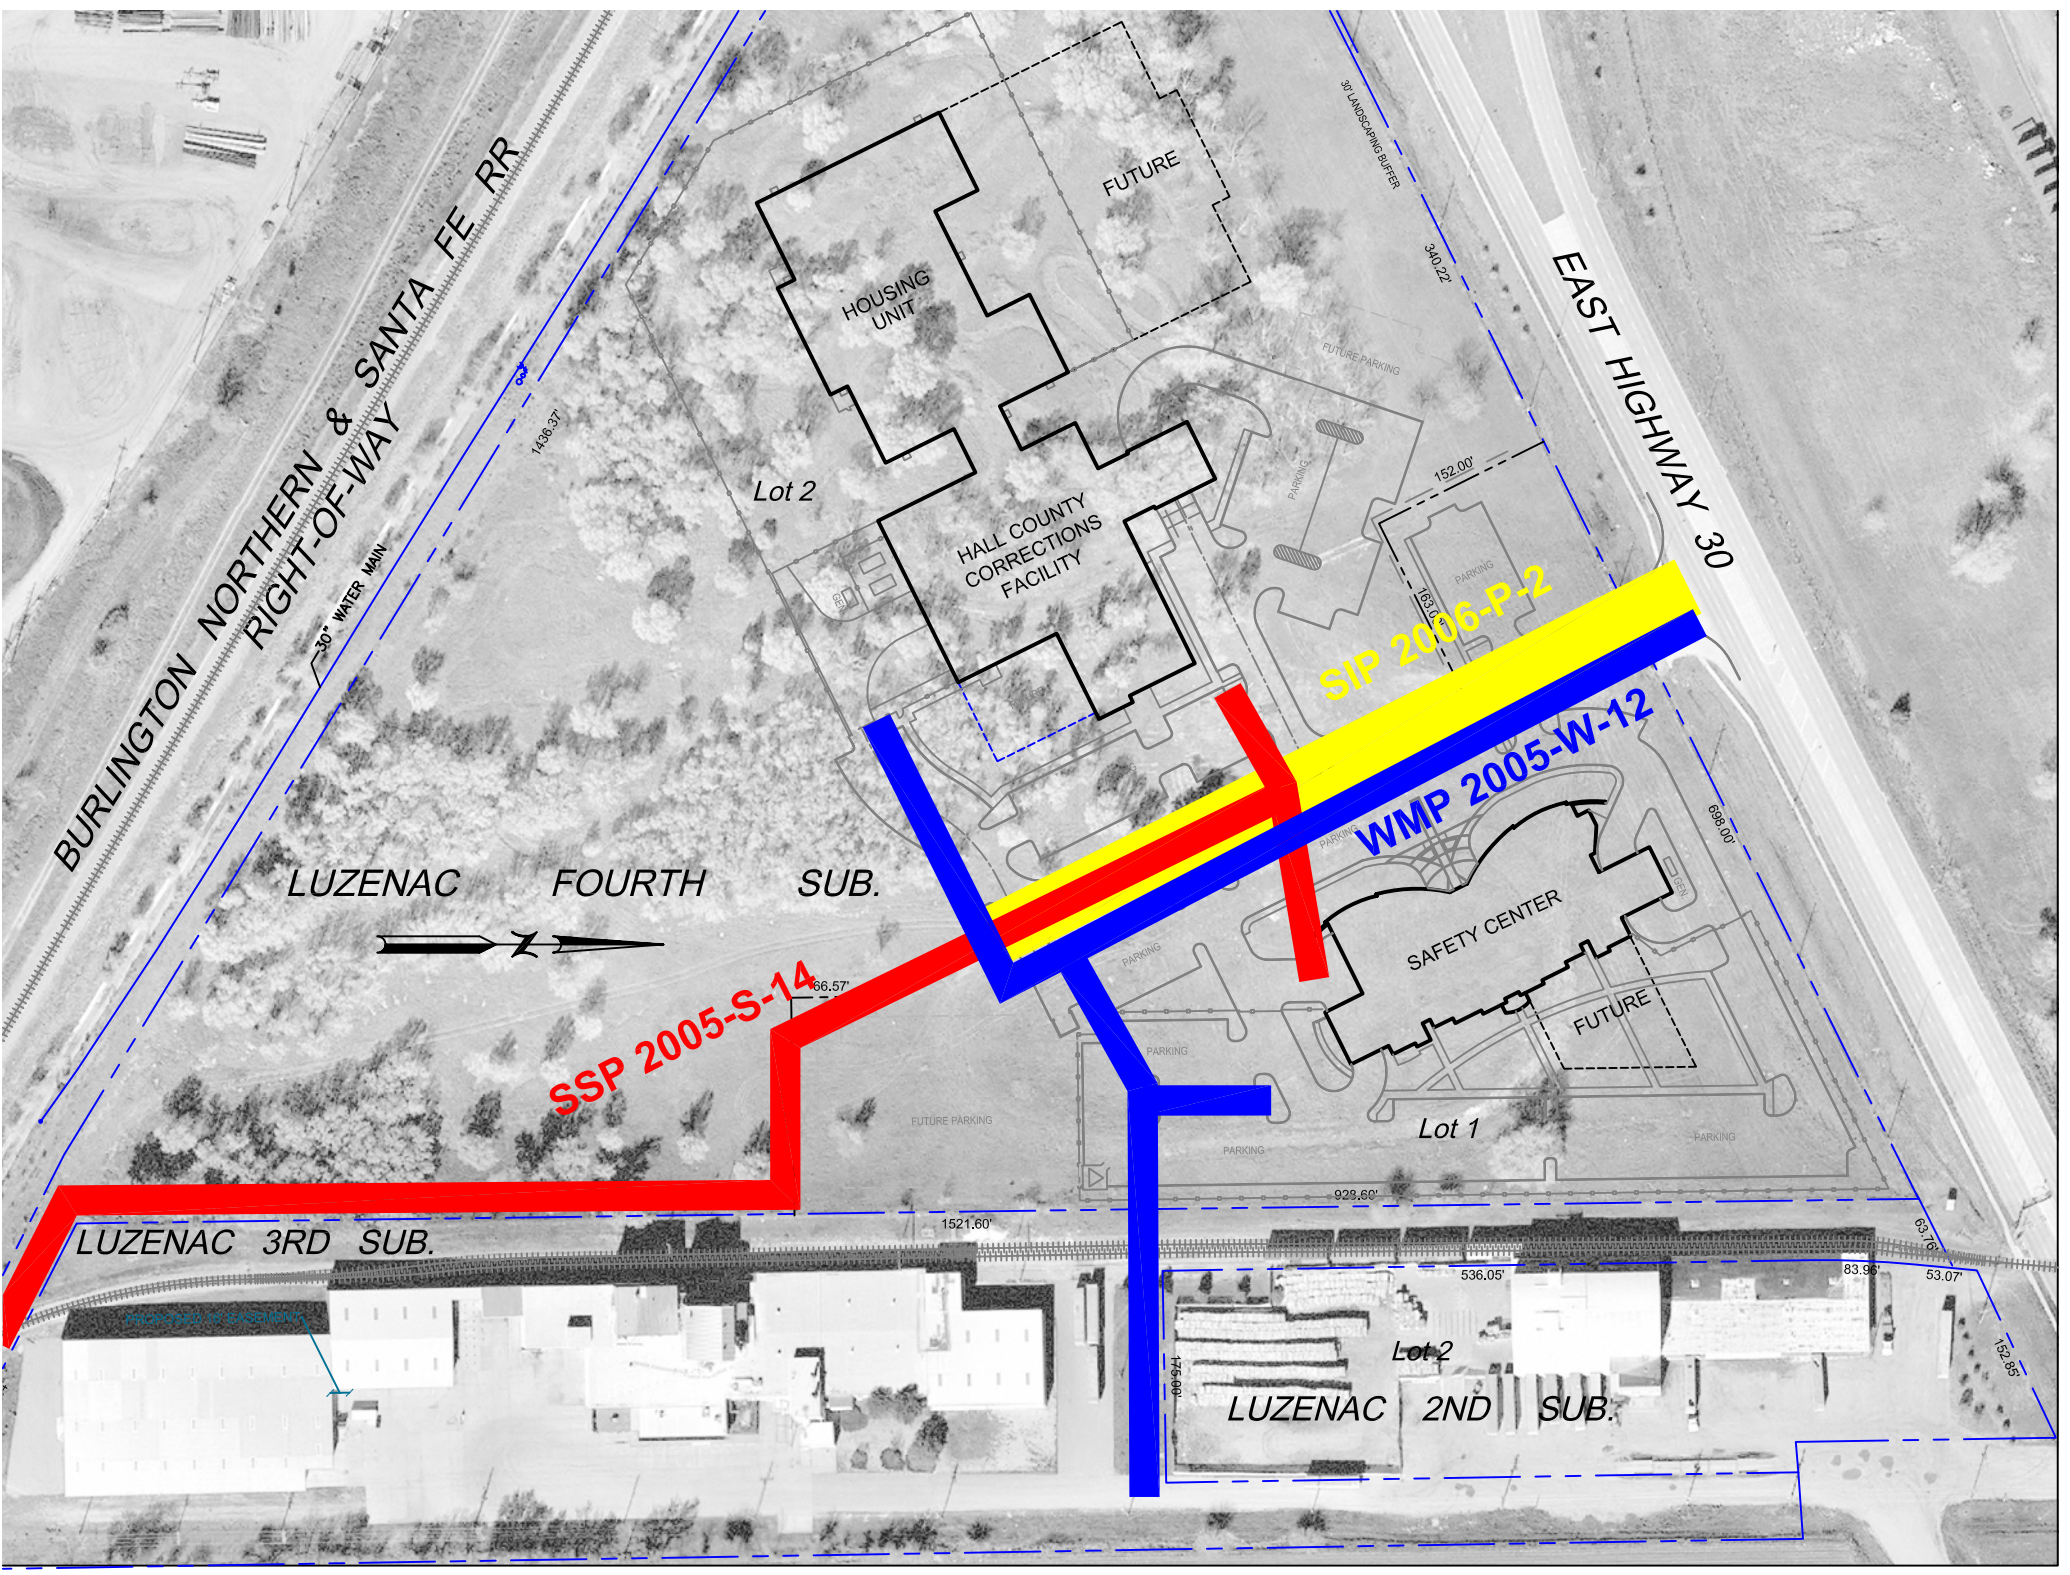 BURLINGTON NORTHERN & SANTA FE RR
RIGHT-OF-WAY
30' LANDSCAPING BUFFER
FUTURE
340.22'
EAST HIGHWAY 30
HOUSING
UNIT
FUTURE PARKING
1436.37'
152.00'
PARKING
Lot 2
HALL COUNTY
CORRECTIONS
FACILITY
30" WATER MAIN
GEN
PARKING
SIP 2006-P-2
WMP 2005-W-12
PARKING
698.00'
LUZENAC FOURTH SUB.
GEN
SAFETY CENTER
PARKING
Z
SSP 2005-S-14
66.57'
FUTURE
PARKING
FUTURE PARKING
Lot 1
PARKING
PARKING
923.60'
1521.60'
LUZENAC 3RD SUB.
63.76'
536.05'
83.96'
53.07'
175.00'
Lot 2
152.85'
LUZENAC 2ND SUB.